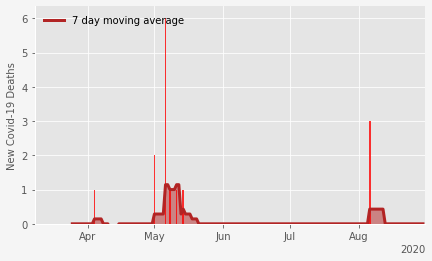 7 day moving average
New Covid-19 Deaths
6
5
4
3
2
1
0
Apr
May
Jun
Jul
Aug
2020